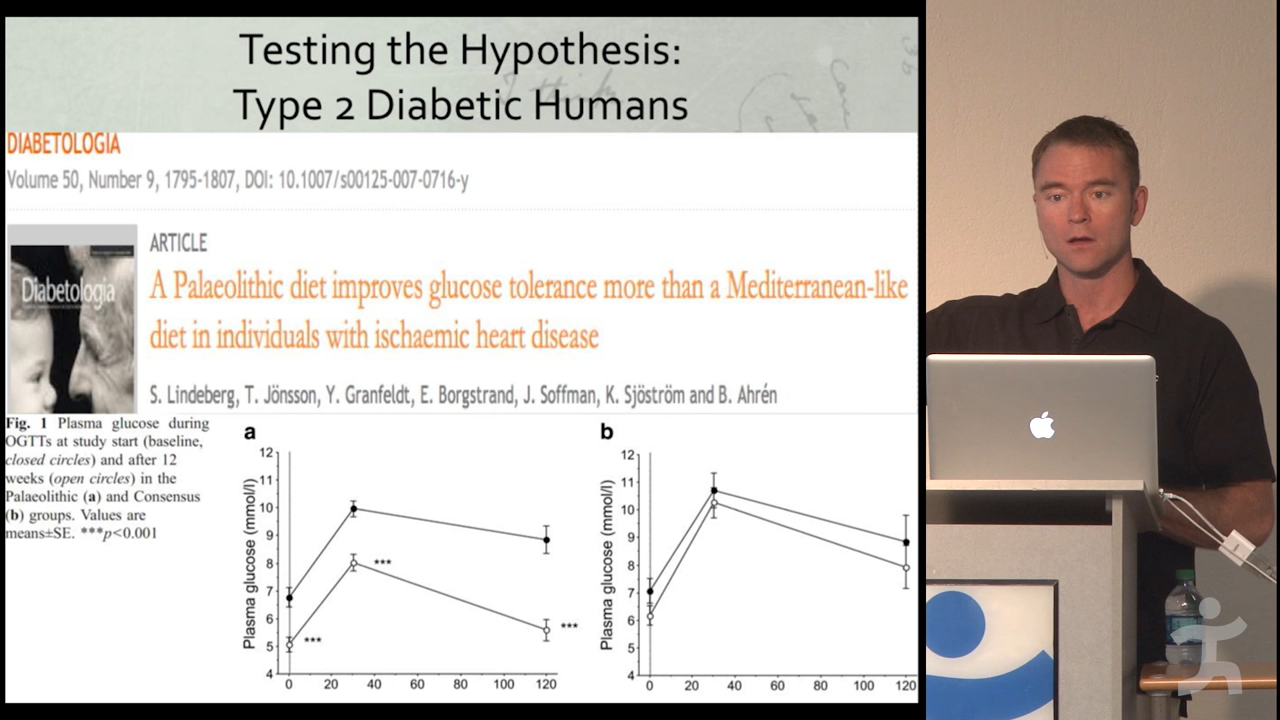 Testing the Hypothesis:
Type 2 Diabetic Humans
DIABETOLOGIA
Volume 50, Number 9, 1795-1807, DOI: 10.1007/s00125-007-0716-y
ARTICLE
Diabetologia
A Palaeolithic diet improves glucose tolerance more than a Mediterranean-like
diet in individuals with ischaemic heart disease
S. Lindeberg, T. Jönsson, Y. Granfeldt, E. Borgstrand, J. Soffman, K. Sjöström and B. Ahrén
Fig. 1 Plasma glucose during
OGTTs at study start (baseline,
closed circles) and after 12
weeks (open circles) in the
Palaeolithic (a) and Consensus
(b) groups. Values are
means±SE. ***p<0.001
a
Plasma glucose (mmol/l)
12
11
10
9
8
7
6
5
4
0 20 40 60 80 100 120
***
***
***
b
Plasma glucose (mmol/l)
12
11
10
9
8
7
6
5
4
0 20 40 60 80 100 120